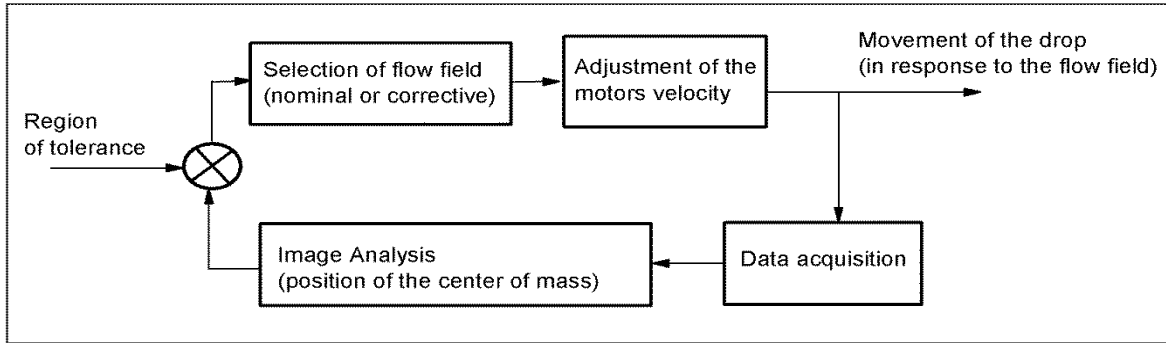 Region
of tolerance
Selection of flow field
(nominal or corrective)
Adjustment of the
motors velocity
Movement of the drop
(in response to the flow field)
Data acquisition
Image Analysis
(position of the center of mass)